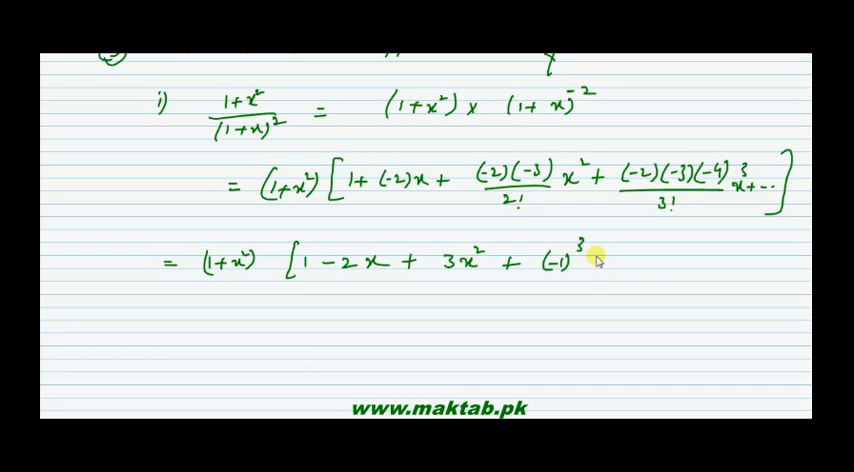 i) 1+x²/(1+x)² = (1+x²) × (1+x)⁻²
= (1+x²) [1 + (-2)x + (-2)(-3)/2! x² + (-2)(-3)(-4)/3! x³ + ...]
= (1+x²) [1 - 2x + 3x² + (-1)³
www.maktab.pk